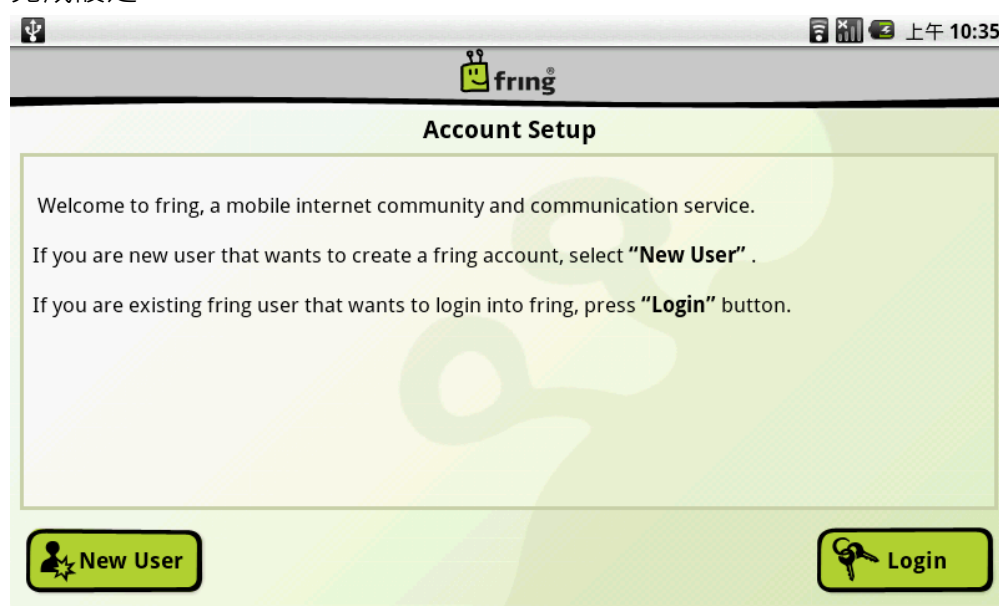 上午 10:35
fring®
Account Setup
Welcome to fring, a mobile internet community and communication service.
If you are new user that wants to create a fring account, select “New User” .
If you are existing fring user that wants to login into fring, press “Login” button.
New User
Login